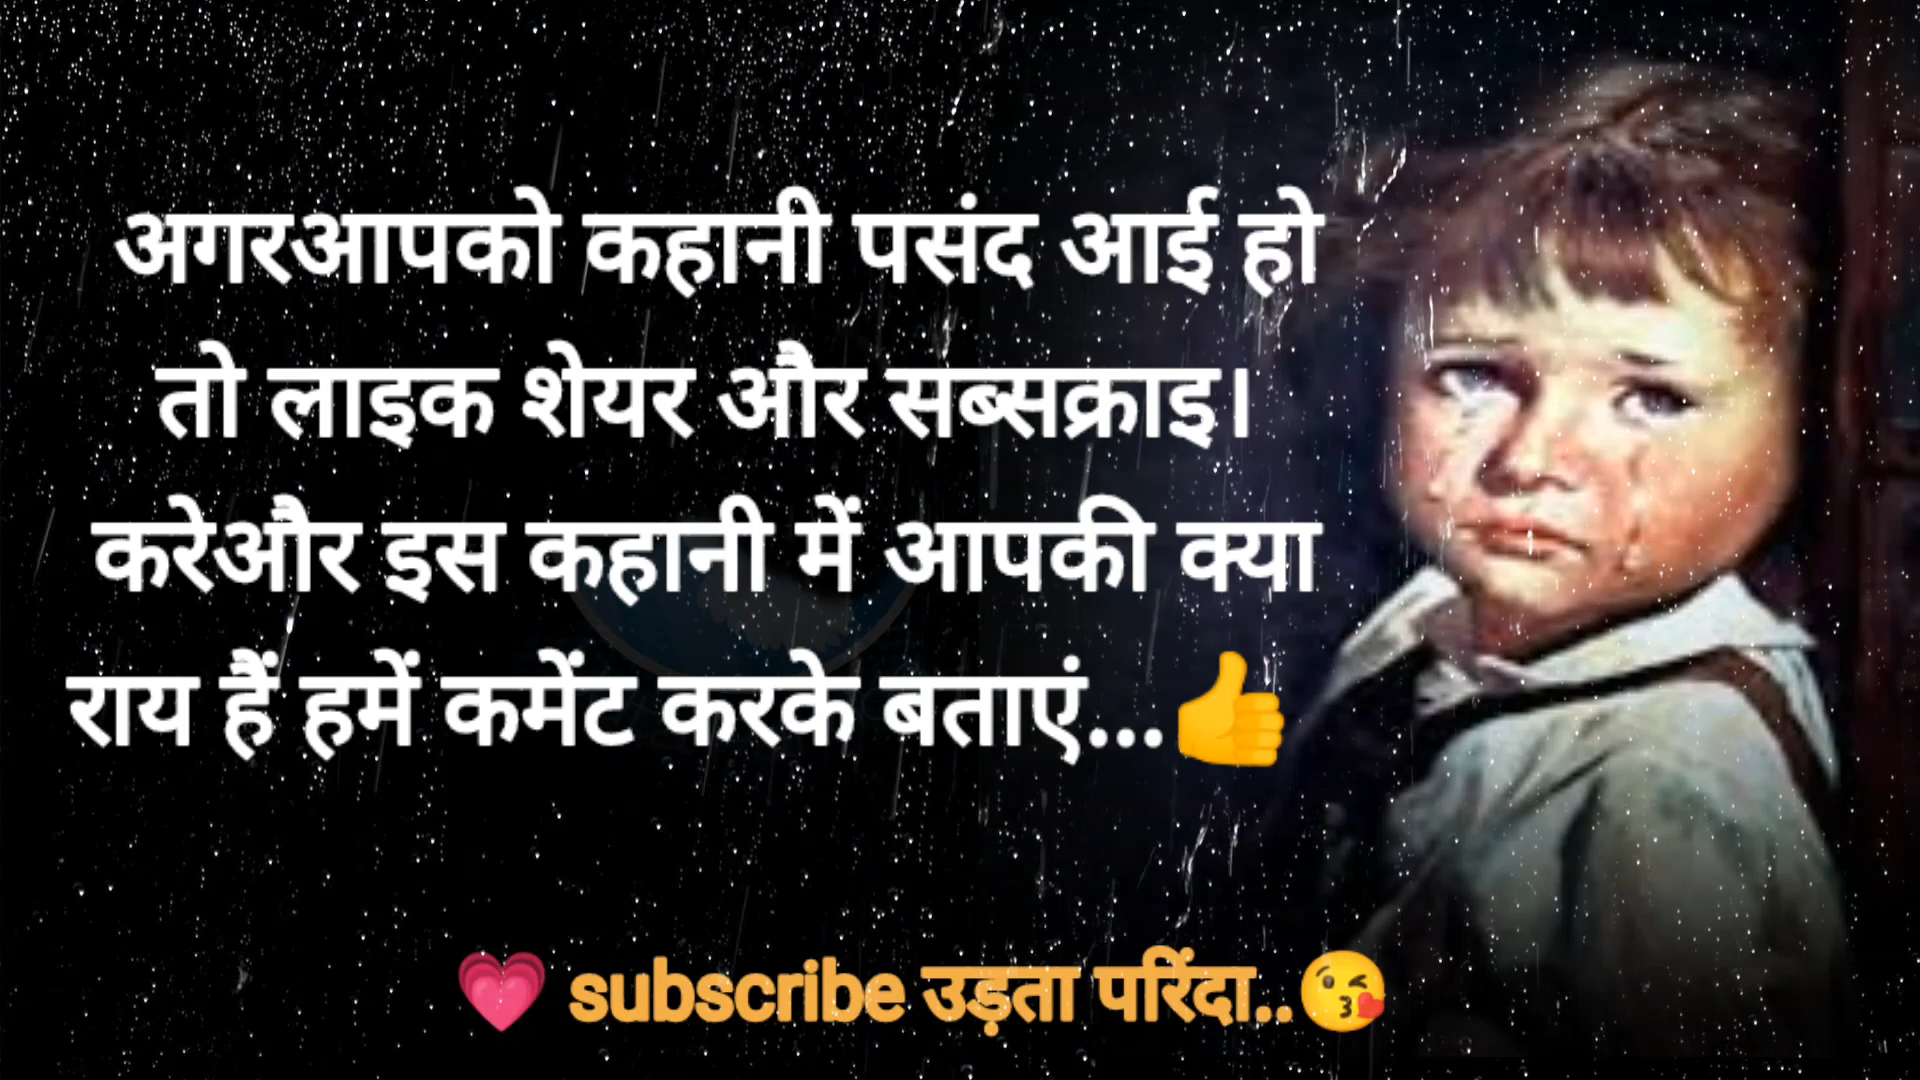 अगरआपको कहानी पसंद आई हो
तो लाइक शेयर और सब्सक्राइ।
करेऔर इस कहानी में आपकी क्या
राय हैं हमें कमेंट करके बताएं...👍
💗 subscribe उड़ता परिंदा..😘